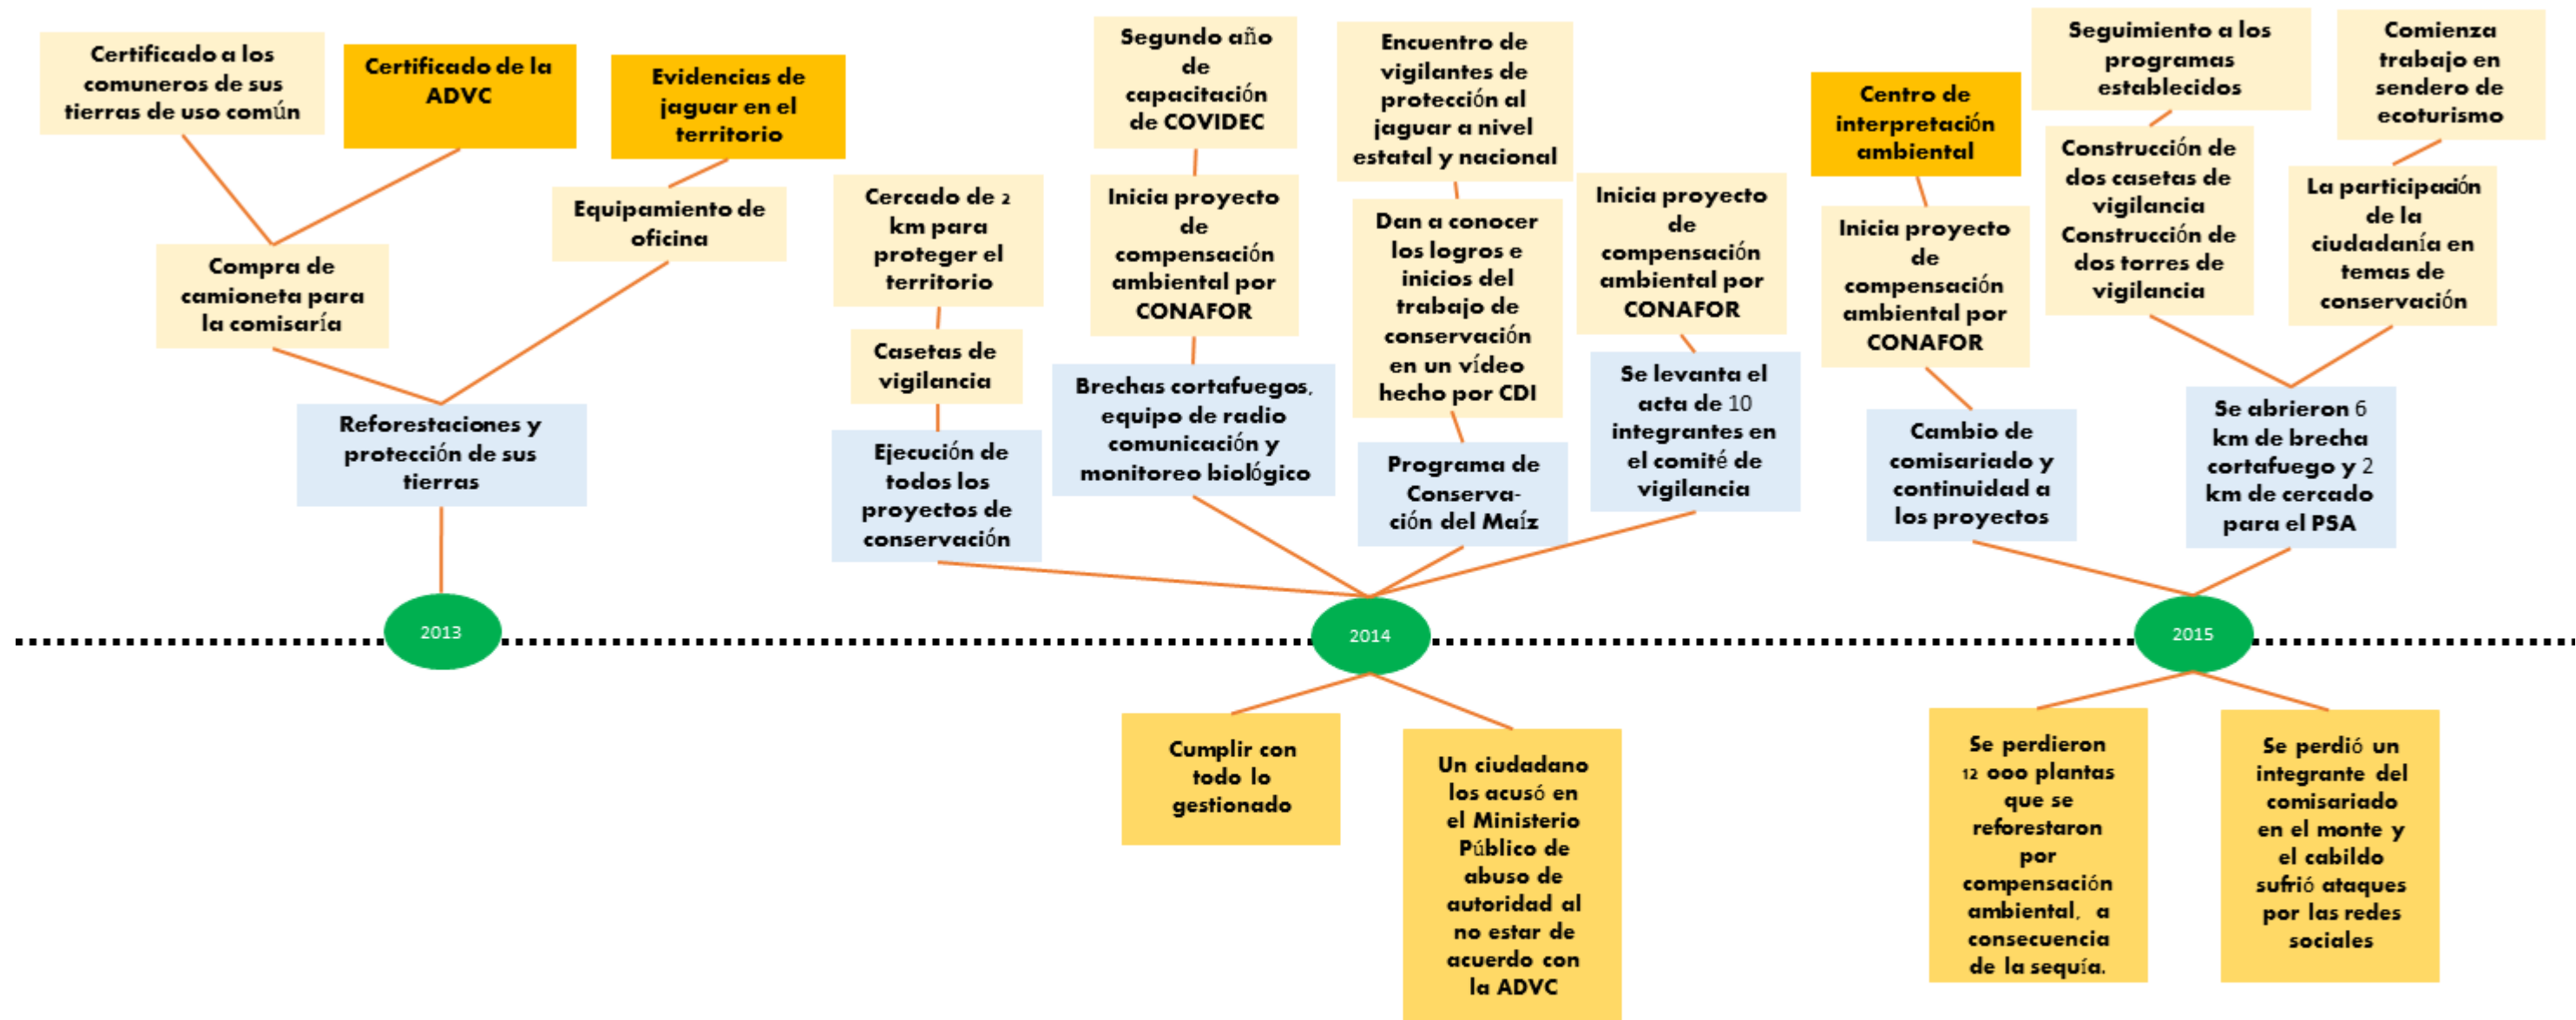 Certificado a los
comuneros de sus
tierras de uso común
Certificado de la
ADVC
Evidencias de
jaguar en el
territorio
Equipamiento de
oficina
Compra de
camioneta para
la comisaría
Reforestaciones y
protección de sus
tierras
2013
Cercado de 2
km para
proteger el
territorio
Casetas de
vigilancia
Ejecución de
todos los
proyectos de
conservación
Segundo año
de
capacitación
de COVIDEC
Inicia proyecto
de
compensación
ambiental por
CONAFOR
Brechas cortafuegos,
equipo de radio
comunicación y
monitoreo biológico
Encuentro de
vigilantes de
protección al
jaguar a nivel
estatal y nacional
Dan a conocer
los logros e
inicios del
trabajo de
conservación
en un vídeo
hecho por CDI
Programa de
Conserva-
ción del Maíz
Inicia proyecto
de
compensación
ambiental por
CONAFOR
Se levanta el
acta de 10
integrantes en
el comité de
vigilancia
2014
Cumplir con
todo lo
gestionado
Un ciudadano
los acusó en
el Ministerio
Público de
abuso de
autoridad al
no estar de
acuerdo con
la ADVC
Centro de
interpretación
ambiental
Inicia proyecto
de
compensación
ambiental por
CONAFOR
Cambio de
comisariado y
continuidad a
los proyectos
Seguimiento a los
programas
establecidos
Construcción de
dos casetas de
vigilancia
Construcción de
dos torres de
vigilancia
Comienza
trabajo en
sendero de
ecoturismo
La participación
de la
ciudadanía en
temas de
conservación
Se abrieron 6
km de brecha
cortafuego y 2
km de cercado
para el PSA
2015
Se perdieron
12 000 plantas
que se
reforestaron
por
compensación
ambiental, a
consecuencia
de la sequía.
Se perdió un
integrante del
comisariado
en el monte y
el cabildo
sufrió ataques
por las redes
sociales